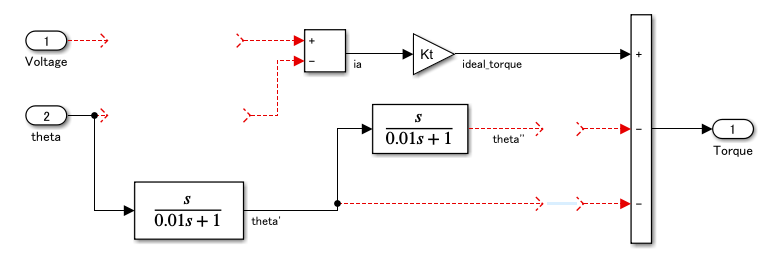 1
Voltage
+
−
ia
Kt
ideal_torque
+
2
theta
s
0.01s + 1
theta''
−
1
Torque
s
0.01s + 1
theta'
−